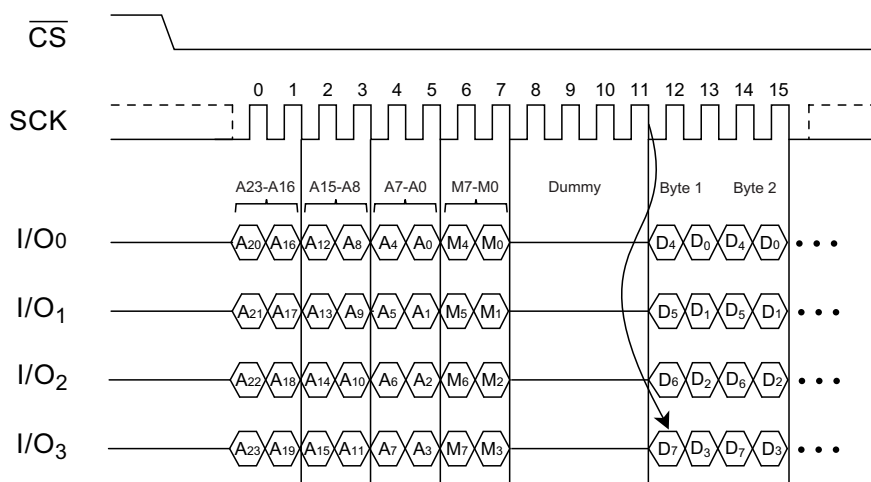 CS
0 1 2 3 4 5 6 7 8 9 10 11 12 13 14 15
SCK
A23-A16 A15-A8 A7-A0 M7-M0 Dummy Byte 1 Byte 2
I/O0 A20 A16 A12 A8 A4 A0 M4 M0 D4 D0 D4 D0 • • •
I/O1 A21 A17 A13 A9 A5 A1 M5 M1 D5 D1 D5 D1 • • •
I/O2 A22 A18 A14 A10 A6 A2 M6 M2 D6 D2 D6 D2 • • •
I/O3 A23 A19 A15 A11 A7 A3 M7 M3 D7 D3 D7 D3 • • •